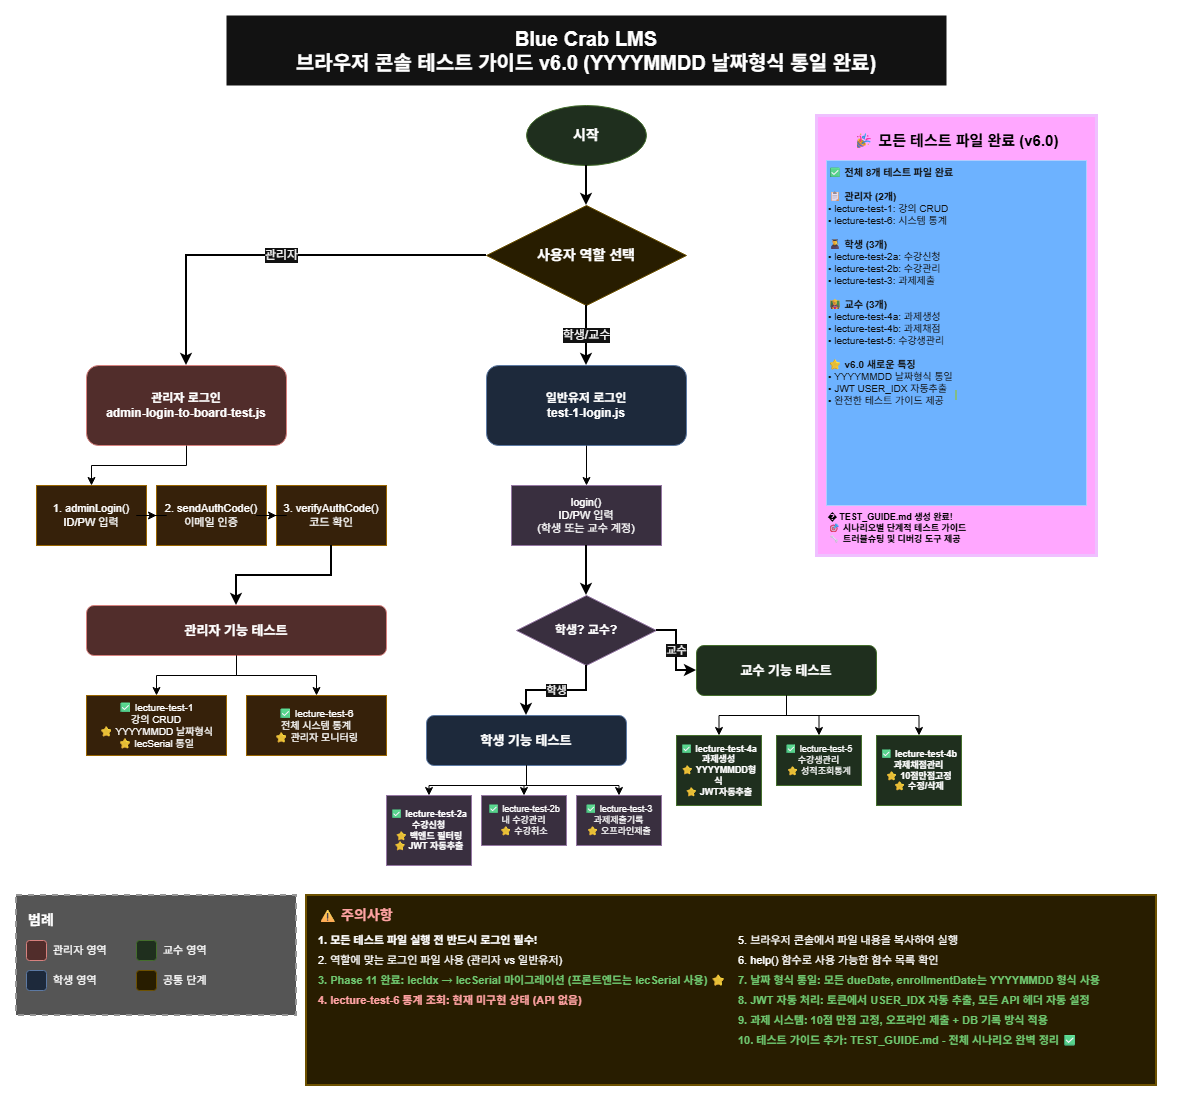 Blue Crab LMS
브라우저 콘솔 테스트 가이드 v6.0 (YYYYMMDD 날짜형식 통일 완료)
시작
사용자 역할 선택
관리자
학생/교수
관리자 로그인
admin-login-to-board-test.js
일반유저 로그인
test-1-login.js
1. adminLogin()
ID/PW 입력
2. sendAuthCode()
이메일 인증
3. verifyAuthCode()
코드 확인
login()
ID/PW 입력
(학생 또는 교수 계정)
관리자 기능 테스트
학생? 교수?
교수
학생
교수 기능 테스트
학생 기능 테스트
✅ lecture-test-1
강의 CRUD
⭐ YYYYMMDD 날짜형식
⭐ lecSerial 통일
✅ lecture-test-6
전체 시스템 통계
⭐ 관리자 모니터링
✅ lecture-test-4a
과제생성
⭐ YYYYMMDD형
식
⭐ JWT자동추출
✅ lecture-test-5
수강생관리
⭐ 성적조회통계
✅ lecture-test-4b
과제채점관리
⭐ 10점만점고정
⭐ 수정/삭제
✅ lecture-test-2a
수강신청
⭐ 백엔드 필터링
⭐ JWT 자동추출
✅ lecture-test-2b
내 수강관리
⭐ 수강취소
✅ lecture-test-3
과제제출기록
⭐ 오프라인제출
🎉 모든 테스트 파일 완료 (v6.0)
✅ 전체 8개 테스트 파일 완료
📋 관리자 (2개)
• lecture-test-1: 강의 CRUD
• lecture-test-6: 시스템 통계
👨‍🎓 학생 (3개)
• lecture-test-2a: 수강신청
• lecture-test-2b: 수강관리
• lecture-test-3: 과제제출
👨‍🏫 교수 (3개)
• lecture-test-4a: 과제생성
• lecture-test-4b: 과제채점
• lecture-test-5: 수강생관리
⭐ v6.0 새로운 특징
• YYYYMMDD 날짜형식 통일
• JWT USER_IDX 자동추출
• 완전한 테스트 가이드 제공
� TEST_GUIDE.md 생성 완료!
🎯 시나리오별 단계적 테스트 가이드
🔧 트러블슈팅 및 디버깅 도구 제공
범례
관리자 영역
교수 영역
학생 영역
공통 단계
⚠️ 주의사항
1. 모든 테스트 파일 실행 전 반드시 로그인 필수!
2. 역할에 맞는 로그인 파일 사용 (관리자 vs 일반유저)
3. Phase 11 완료: lecIdx → lecSerial 마이그레이션 (프론트엔드는 lecSerial 사용) ⭐
4. lecture-test-6 통계 조회: 현재 미구현 상태 (API 없음)
5. 브라우저 콘솔에서 파일 내용을 복사하여 실행
6. help() 함수로 사용 가능한 함수 목록 확인
7. 날짜 형식 통일: 모든 dueDate, enrollmentDate는 YYYYMMDD 형식 사용
8. JWT 자동 처리: 토큰에서 USER_IDX 자동 추출, 모든 API 헤더 자동 설정
9. 과제 시스템: 10점 만점 고정, 오프라인 제출 + DB 기록 방식 적용
10. 테스트 가이드 추가: TEST_GUIDE.md - 전체 시나리오 완벽 정리 ✅